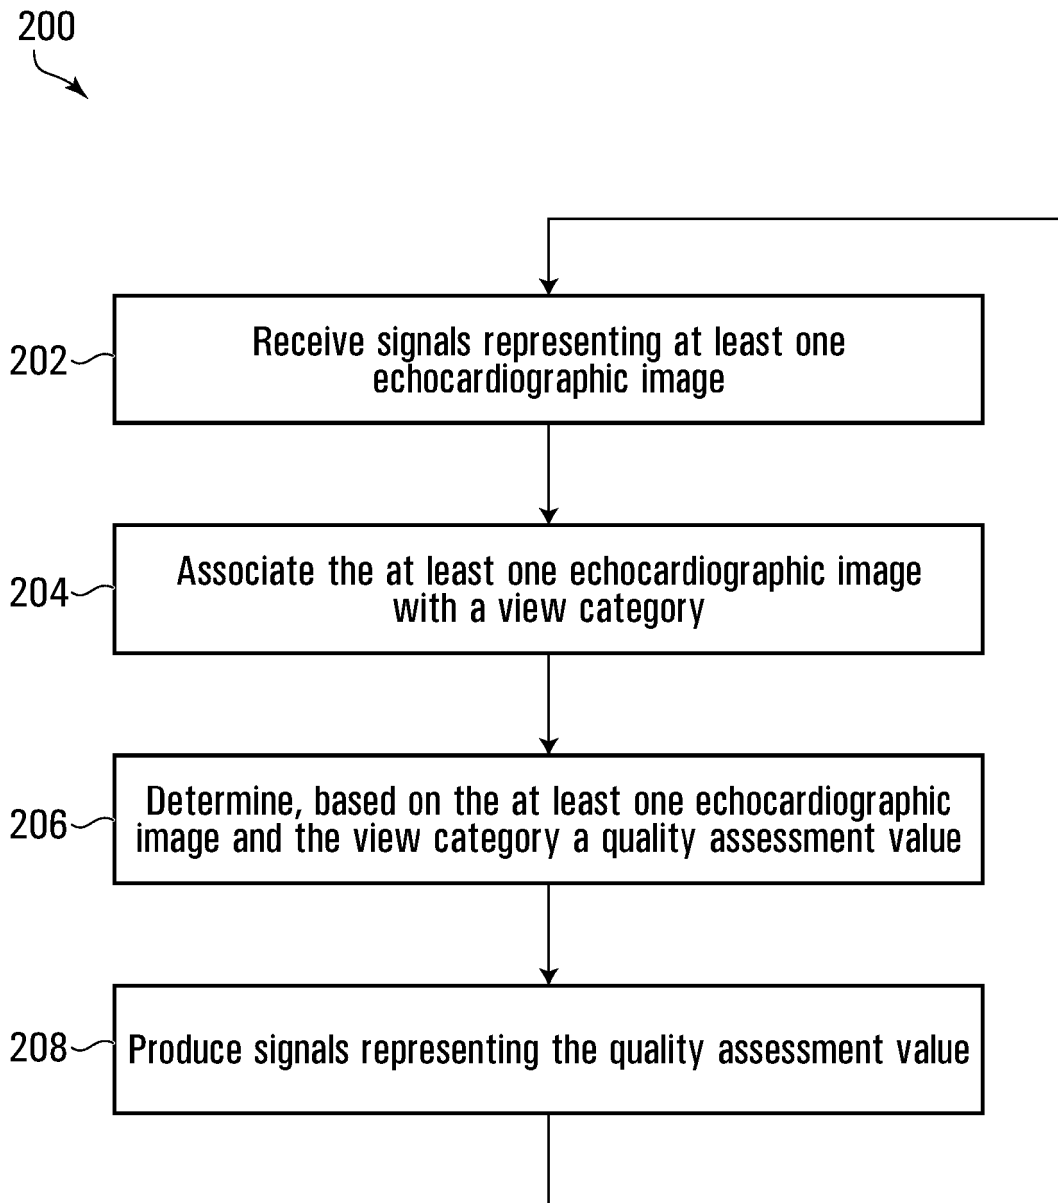 200
202
Receive signals representing at least one
echocardiographic image
204
Associate the at least one echocardiographic image
with a view category
206
Determine, based on the at least one echocardiographic
image and the view category a quality assessment value
208
Produce signals representing the quality assessment value